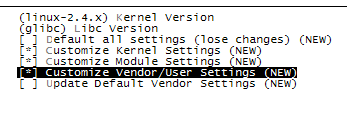 (linux-2.4.x) Kernel Version
(glibc) Libc Version
[ ] Default all settings (lose changes) (NEW)
[*] Customize Kernel Settings (NEW)
[*] Customize Module Settings (NEW)
[*] Customize Vendor/User Settings (NEW)
[ ] Update Default Vendor Settings (NEW)